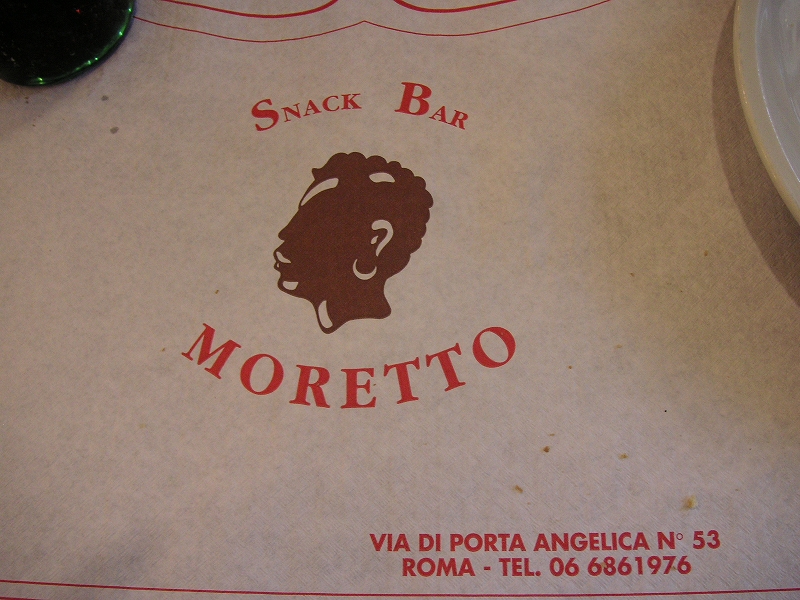 SNACK BAR
MORETTO
VIA DI PORTA ANGELICA N° 53
ROMA - TEL. 06 6861976